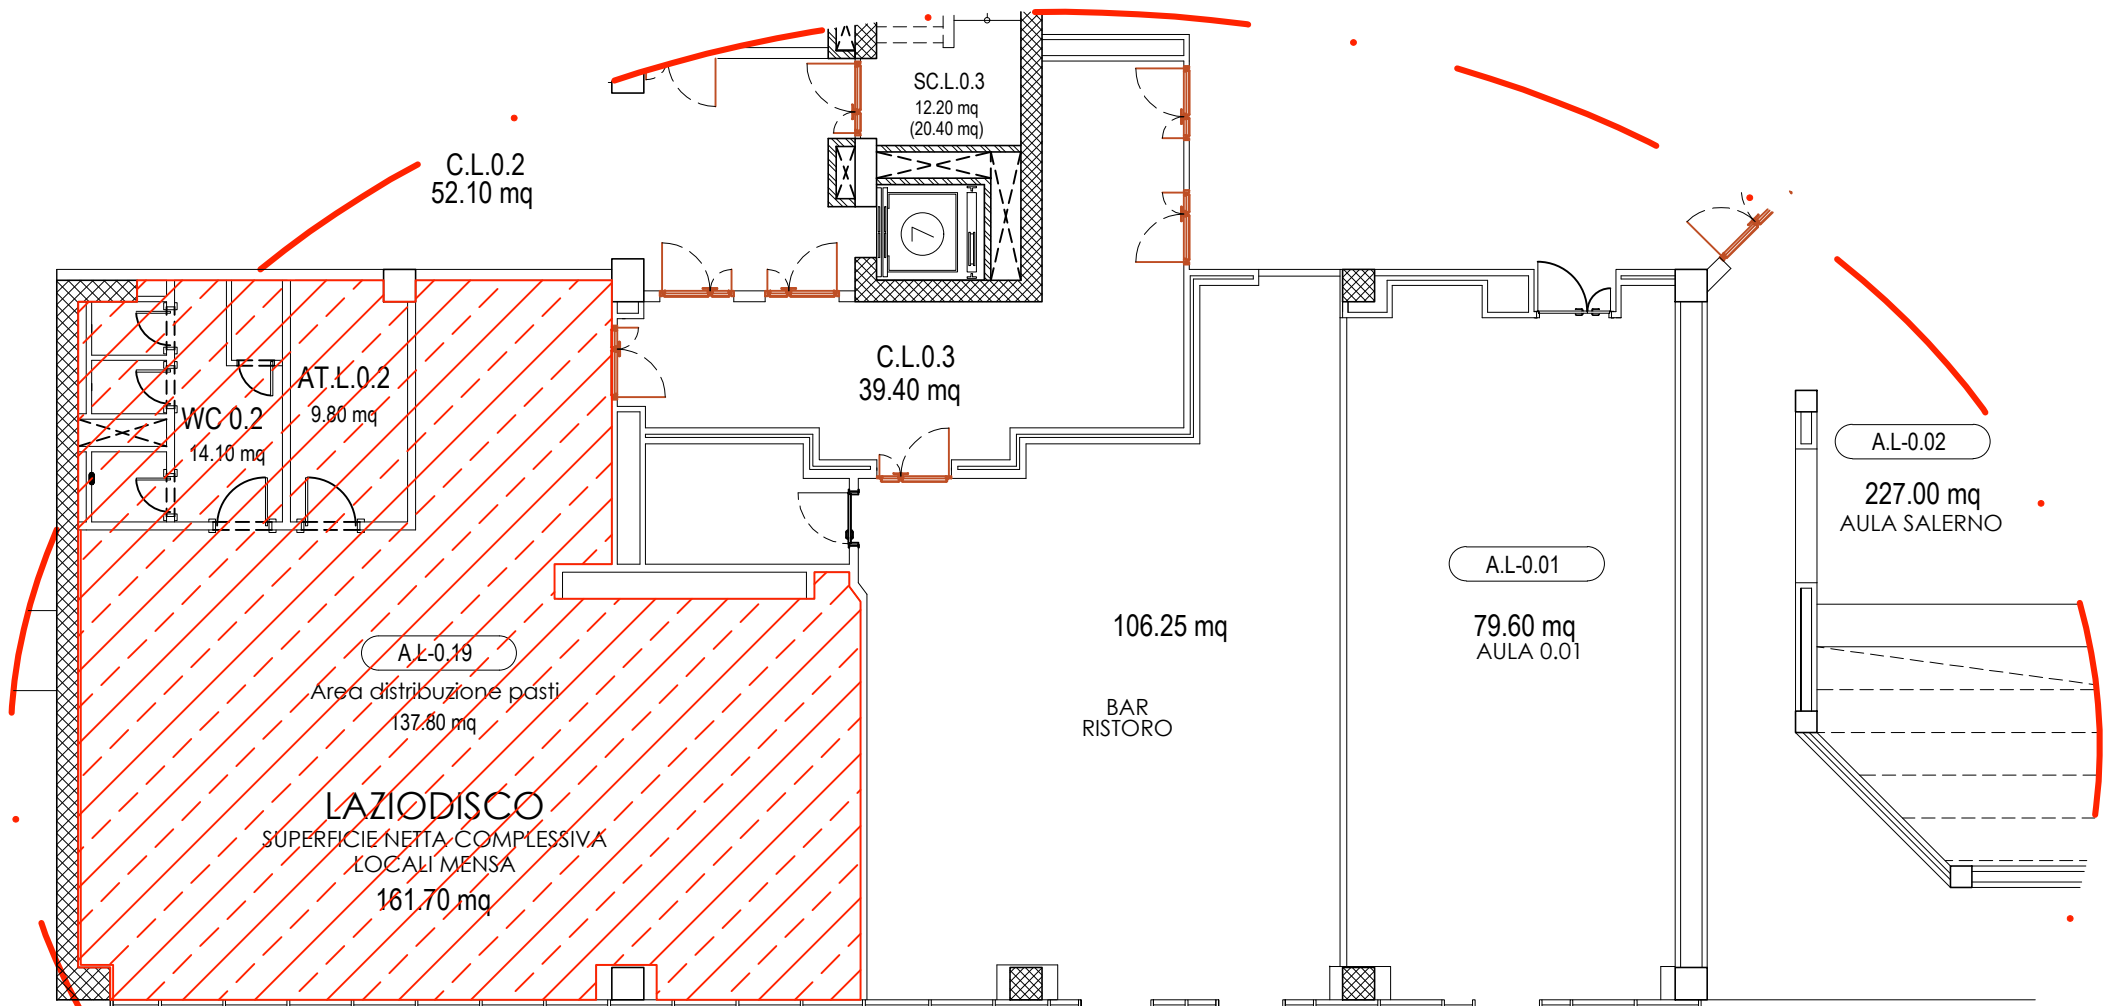 SC.L.0.3
12.20 mq
(20.40 mq)
C.L.0.2
52.10 mq
7
C.L.0.3
39.40 mq
AT.L.0.2
9.80 mq
WC 0.2
14.10 mq
A.L-0.02
227.00 mq
AULA SALERNO
A.L-0.01
79.60 mq
AULA 0.01
106.25 mq
BAR
RISTORO
A.L-0.19
Area distribuzione pasti
137.80 mq
LAZIODISCO
SUPERFICIE NETTA COMPLESSIVA
LOCALI MENSA
161.70 mq